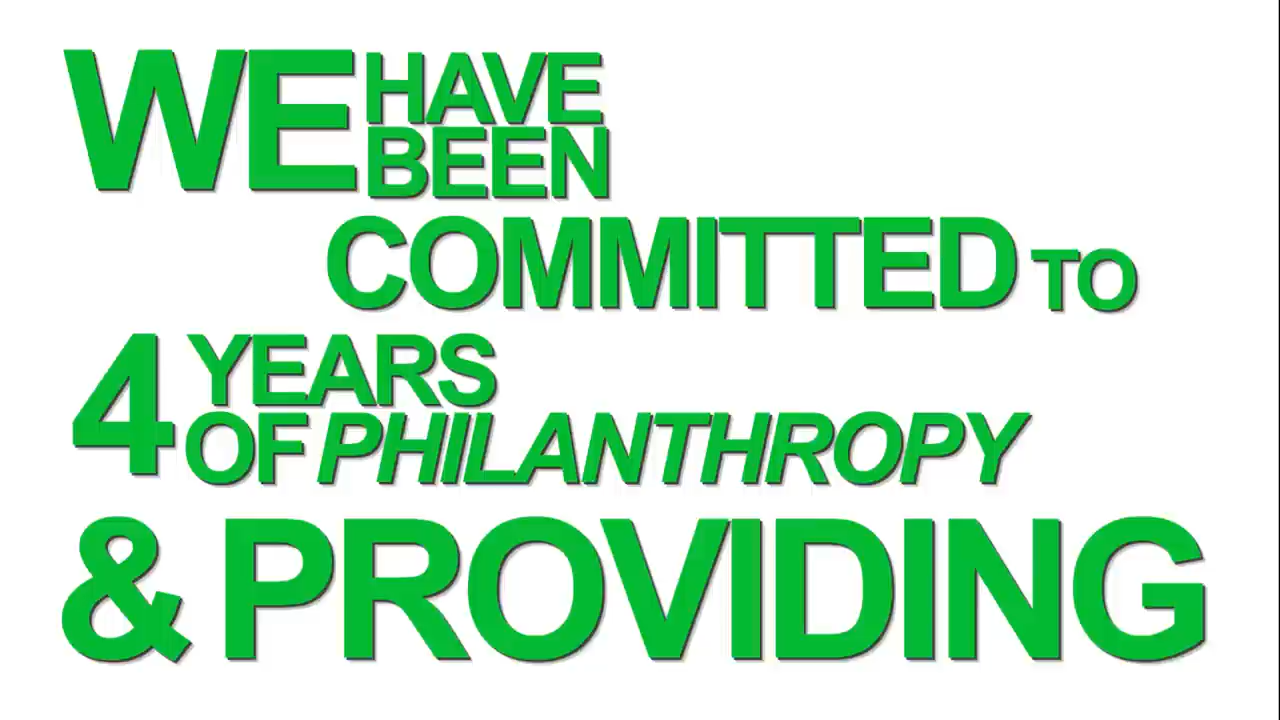 WE HAVE
BEEN
COMMITTED TO
4 YEARS
OF PHILANTHROPY
& PROVIDING